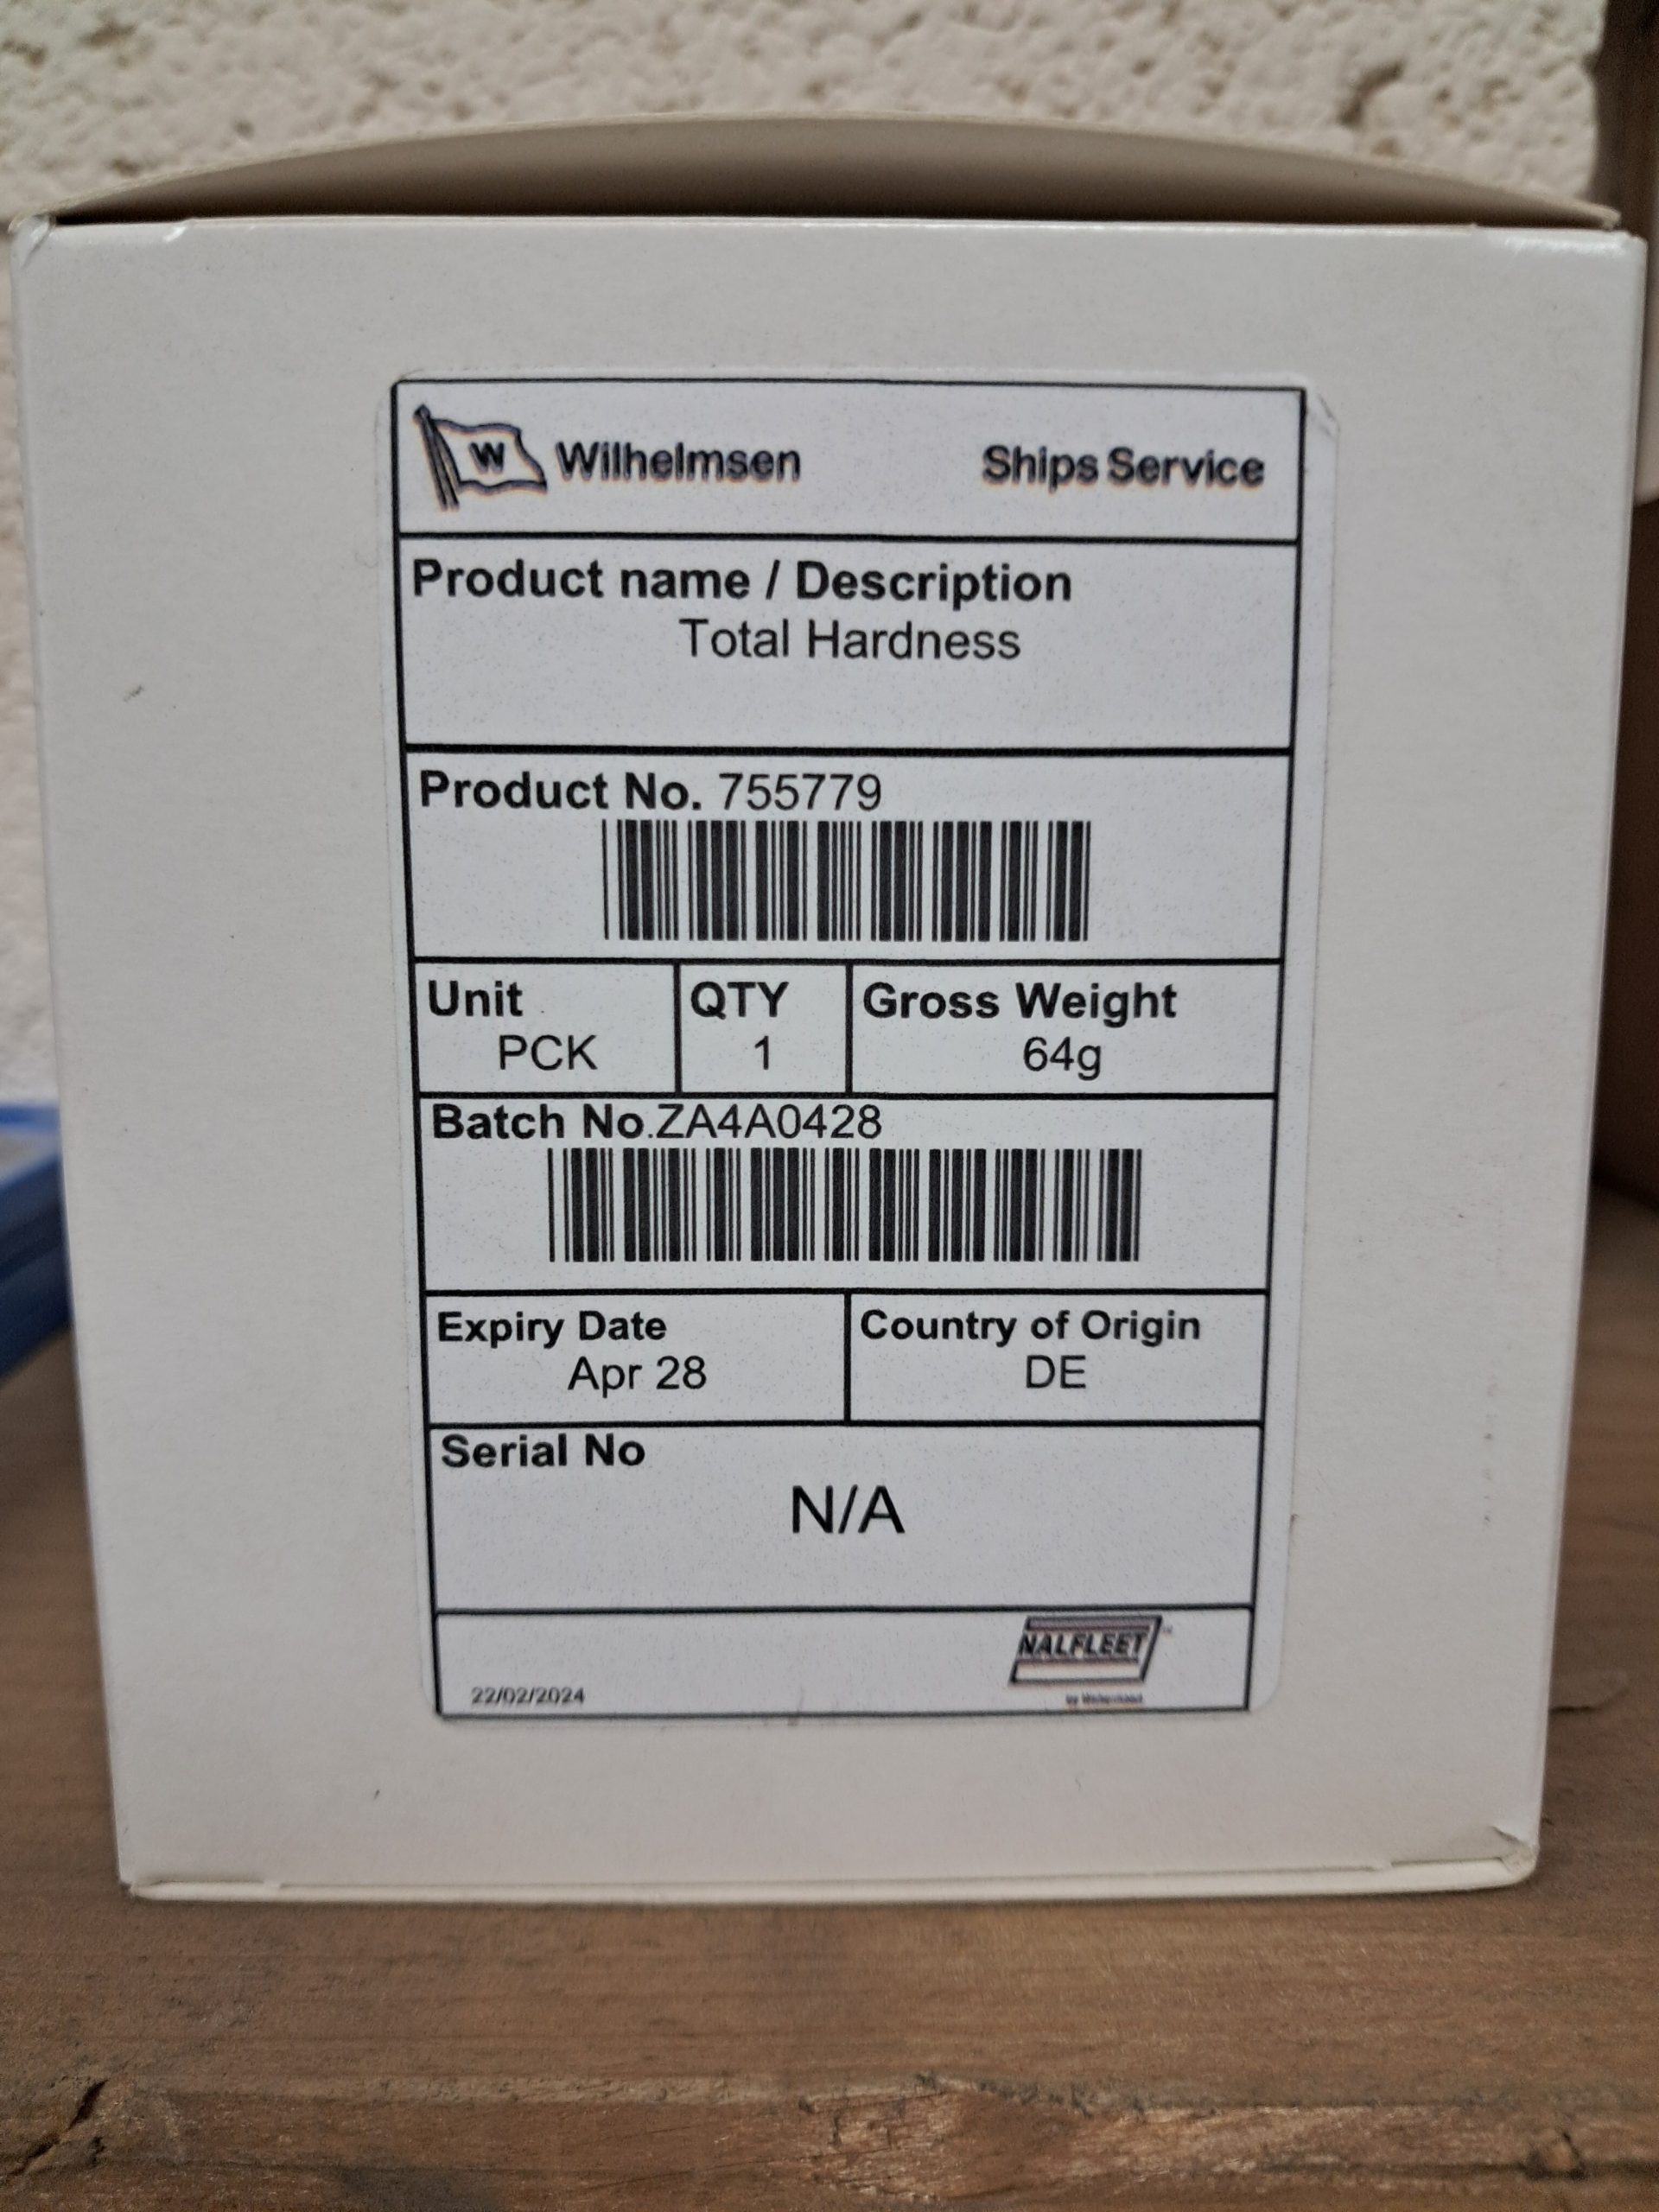 W Wilhelmsen Ships Service
Product name / Description
Total Hardness
Product No. 755779
Unit QTY Gross Weight
PCK 1 64g
Batch No.ZA4A0428
Expiry Date Country of Origin
Apr 28 DE
Serial No
N/A
NALFLEET
22/02/2024